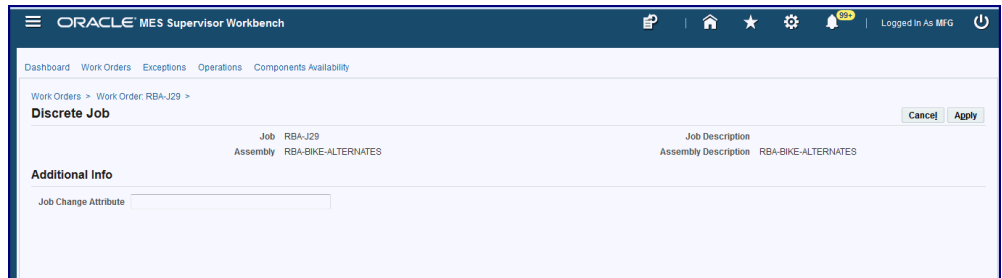 ORACLE® MES Supervisor Workbench
99+
Logged In As MFG
Dashboard Work Orders Exceptions Operations Components Availability
Work Orders > Work Order: RBA-J29 >
Discrete Job
Cancel Apply
Job RBA-J29 Job Description
Assembly RBA-BIKE-ALTERNATES Assembly Description RBA-BIKE-ALTERNATES
Additional Info
Job Change Attribute